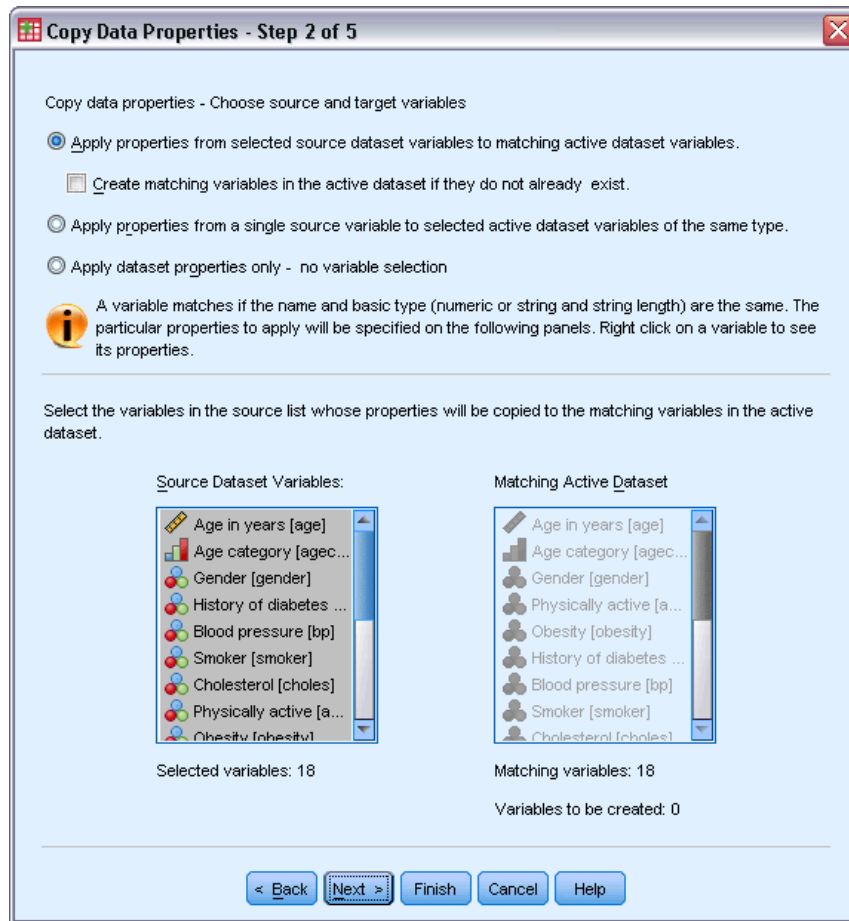 Copy Data Properties - Step 2 of 5
Copy data properties - Choose source and target variables
Apply properties from selected source dataset variables to matching active dataset variables.
Create matching variables in the active dataset if they do not already exist.
Apply properties from a single source variable to selected active dataset variables of the same type.
Apply dataset properties only - no variable selection
A variable matches if the name and basic type (numeric or string and string length) are the same. The
particular properties to apply will be specified on the following panels. Right click on a variable to see
its properties.
Select the variables in the source list whose properties will be copied to the matching variables in the active
dataset.
Source Dataset Variables:
Age in years [age]
Age category [agec...
Gender [gender]
History of diabetes ...
Blood pressure [bp]
Smoker [smoker]
Cholesterol [choles]
Physically active [a...
Obesity [obesity]
Selected variables: 18
Matching Active Dataset
Age in years [age]
Age category [agec...
Gender [gender]
Physically active [a...
Obesity [obesity]
History of diabetes ...
Blood pressure [bp]
Smoker [smoker]
Cholesterol [choles]
Matching variables: 18
Variables to be created: 0
< Back
Next >
Finish
Cancel
Help